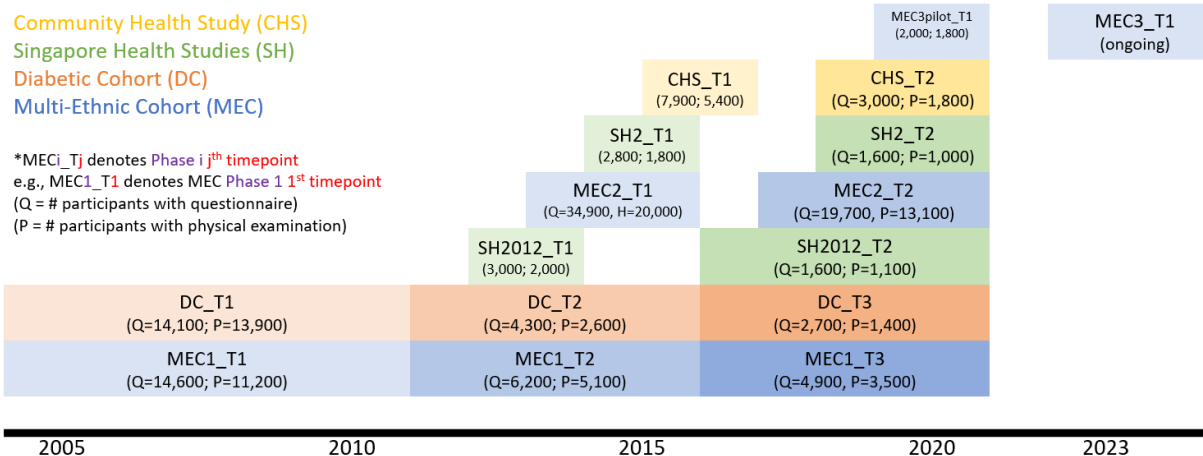 Community Health Study (CHS)
Singapore Health Studies (SH)
Diabetic Cohort (DC)
Multi-Ethnic Cohort (MEC)
*MECi_Tj denotes Phase i jth timepoint
e.g., MEC1_T1 denotes MEC Phase 1 1st timepoint
(Q = # participants with questionnaire)
(P = # participants with physical examination)
MEC3pilot_T1
(2,000; 1,800)
MEC3_T1
(ongoing)
CHS_T1
(7,900; 5,400)
CHS_T2
(Q=3,000; P=1,800)
SH2_T1
(2,800; 1,800)
SH2_T2
(Q=1,600; P=1,000)
MEC2_T1
(Q=34,900, H=20,000)
MEC2_T2
(Q=19,700, P=13,100)
SH2012_T1
(3,000; 2,000)
SH2012_T2
(Q=1,600; P=1,100)
DC_T1
(Q=14,100; P=13,900)
DC_T2
(Q=4,300; P=2,600)
DC_T3
(Q=2,700; P=1,400)
MEC1_T1
(Q=14,600; P=11,200)
MEC1_T2
(Q=6,200; P=5,100)
MEC1_T3
(Q=4,900, P=3,500)
2005 2010 2015 2020 2023